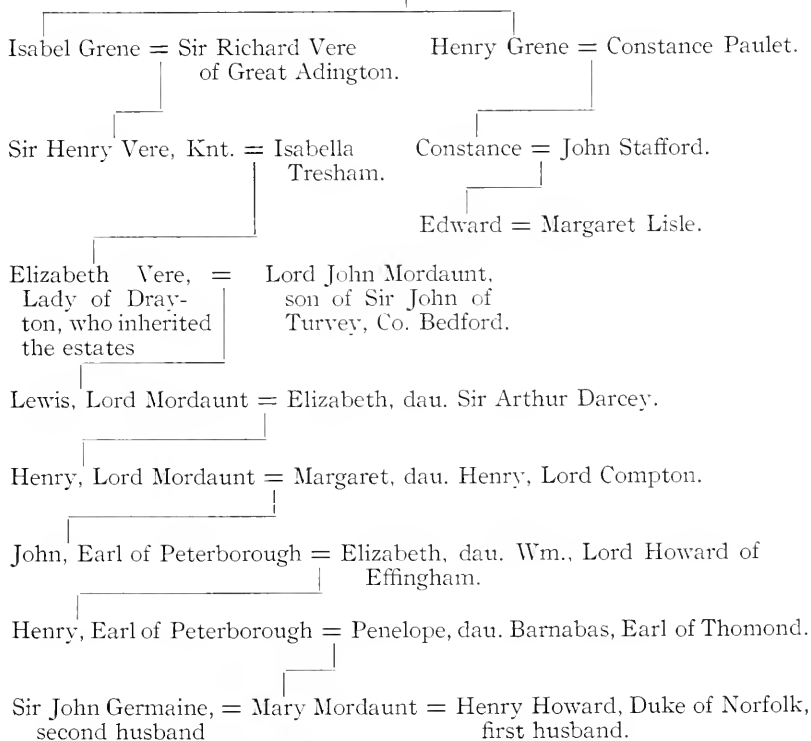 Isabel Grene = Sir Richard Vere of Great Adington.
Henry Grene = Constance Paulet.
Sir Henry Vere, Knt. = Isabella Tresham.
Constance = John Stafford.
Edward = Margaret Lisle.
Elizabeth Vere, Lady of Dray-
ton, who inherited
the estates
= Lord John Mordaunt,
son of Sir John of
Turvey, Co. Bedford.
Lewis, Lord Mordaunt = Elizabeth, dau. Sir Arthur Darcey.
Henry, Lord Mordaunt = Margaret, dau. Henry, Lord Compton.
John, Earl of Peterborough = Elizabeth, dau. Wm., Lord Howard of
Effingham.
Henry, Earl of Peterborough = Penelope, dau. Barnabas, Earl of Thomond.
Sir John Germaine, = Mary Mordaunt = Henry Howard, Duke of Norfolk,
second husband first husband.